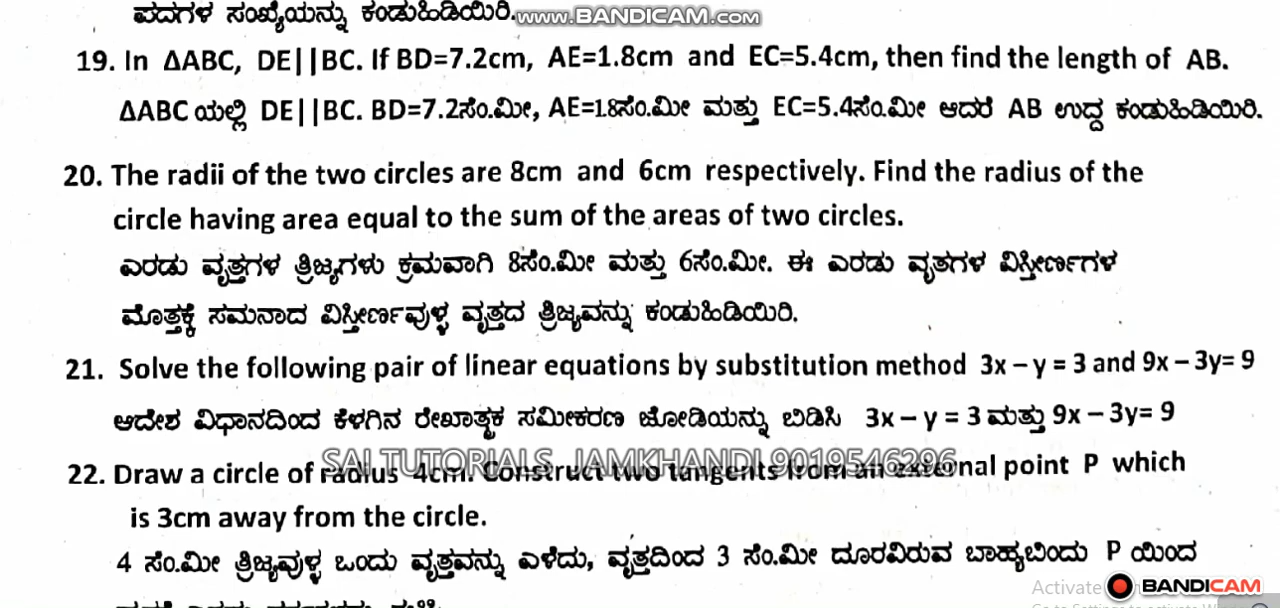 ಪದಗಳ ಸಂಖ್ಯೆಯನ್ನು ಕಂಡುಹಿಡಿಯಿರಿ. www.BANDICAM.com
19. In ΔABC, DE||BC. If BD=7.2cm, AE=1.8cm and EC=5.4cm, then find the length of AB.
ΔABC ಯಲ್ಲಿ DE||BC. BD=7.2ಸೆಂ.ಮೀ, AE=1.8ಸೆಂ.ಮೀ ಮತ್ತು EC=5.4ಸೆಂ.ಮೀ ಆದರೆ AB ಉದ್ದ ಕಂಡುಹಿಡಿಯಿರಿ.
20. The radii of the two circles are 8cm and 6cm respectively. Find the radius of the
circle having area equal to the sum of the areas of two circles.
ಎರಡು ವೃತ್ತಗಳ ತ್ರಿಜ್ಯಗಳು ಕ್ರಮವಾಗಿ 8ಸೆಂ.ಮೀ ಮತ್ತು 6ಸೆಂ.ಮೀ. ಈ ಎರಡು ವೃತಗಳ ವಿಸ್ತೀರ್ಣಗಳ
ಮೊತ್ತಕ್ಕೆ ಸಮನಾದ ವಿಸ್ತೀರ್ಣವುಳ್ಳ ವೃತ್ತದ ತ್ರಿಜ್ಯವನ್ನು ಕಂಡುಹಿಡಿಯಿರಿ.
21. Solve the following pair of linear equations by substitution method 3x – y = 3 and 9x – 3y= 9
ಆದೇಶ ವಿಧಾನದಿಂದ ಕೆಳಗಿನ ರೇಖಾತ್ಮಕ ಸಮೀಕರಣ ಜೋಡಿಯನ್ನು ಬಿಡಿಸಿ 3x – y = 3 ಮತ್ತು 9x – 3y= 9
SAI TUTORIALS, JAMKHANDI 9019546296
22. Draw a circle of radius 4cm. Construct two tangents from an external point P which
is 3cm away from the circle.
4 ಸೆಂ.ಮೀ ತ್ರಿಜ್ಯವುಳ್ಳ ಒಂದು ವೃತ್ತವನ್ನು ಎಳೆದು, ವೃತ್ತದಿಂದ 3 ಸೆಂ.ಮೀ ದೂರವಿರುವ ಬಾಹ್ಯಬಿಂದು P ಯಿಂದ
Activate BANDICAM